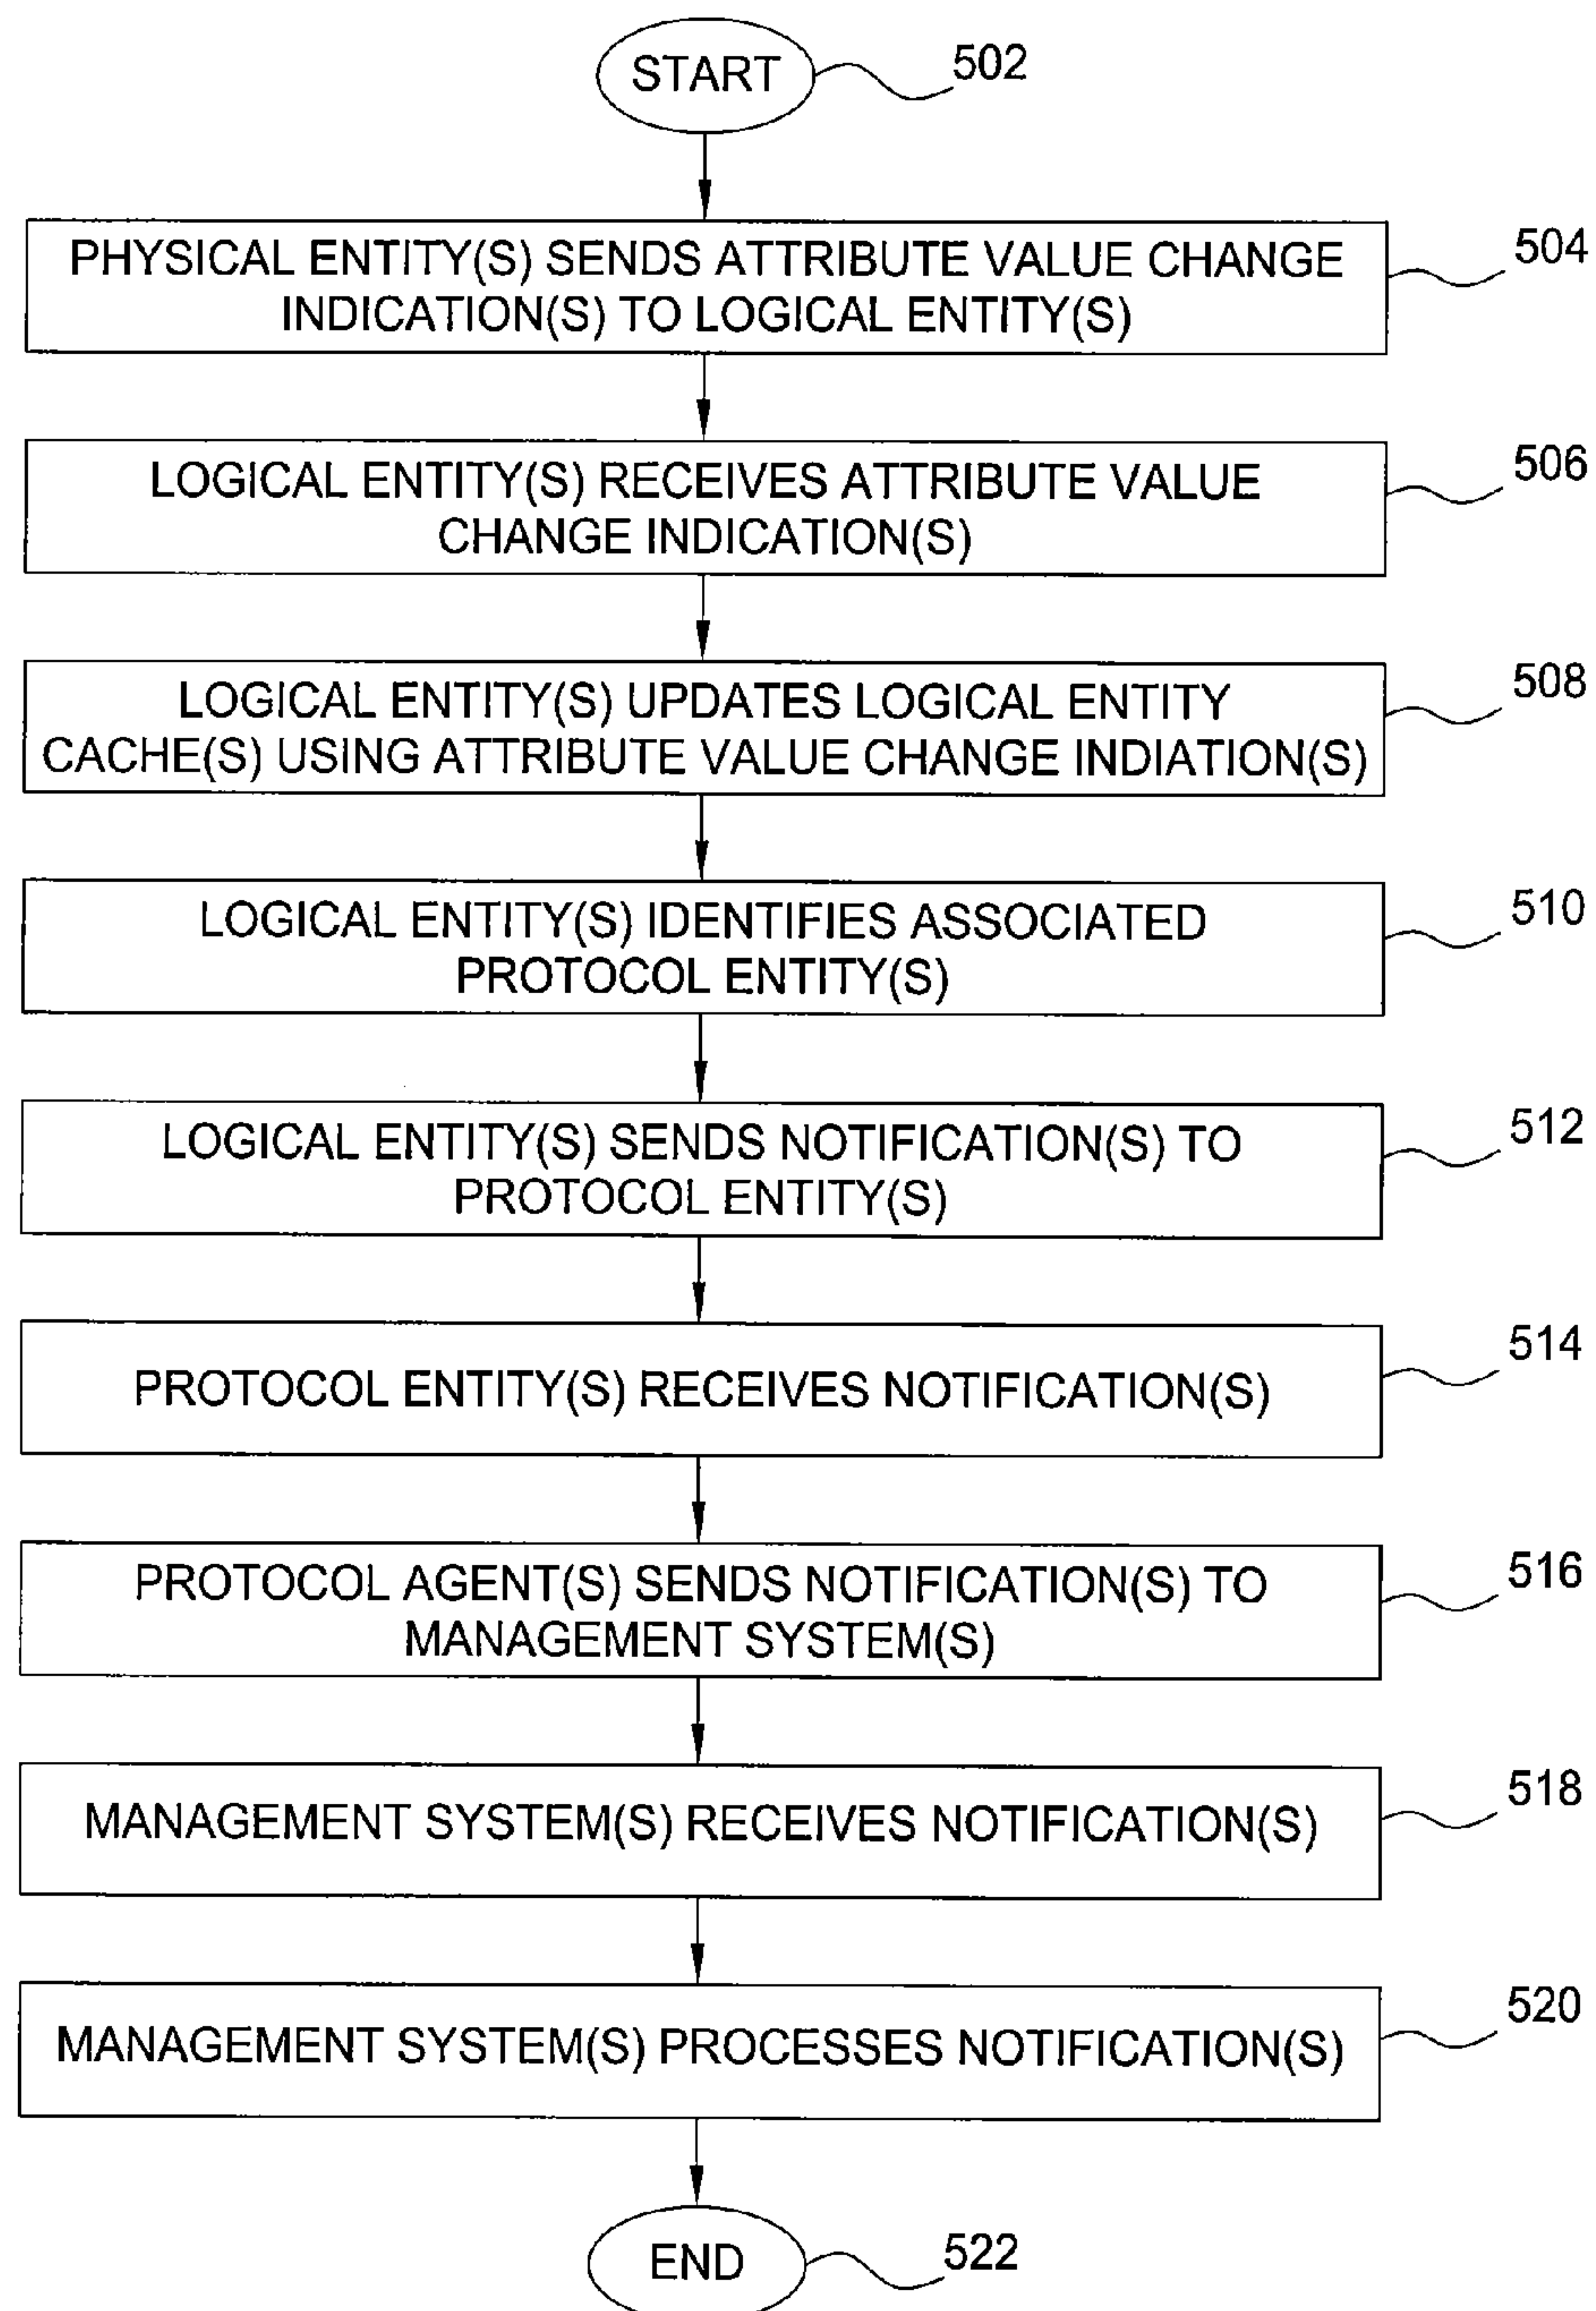 START
502
PHYSICAL ENTITY(S) SENDS ATTRIBUTE VALUE CHANGE
INDICATION(S) TO LOGICAL ENTITY(S)
504
LOGICAL ENTITY(S) RECEIVES ATTRIBUTE VALUE
CHANGE INDICATION(S)
506
LOGICAL ENTITY(S) UPDATES LOGICAL ENTITY
CACHE(S) USING ATTRIBUTE VALUE CHANGE INDIATION(S)
508
LOGICAL ENTITY(S) IDENTIFIES ASSOCIATED
PROTOCOL ENTITY(S)
510
LOGICAL ENTITY(S) SENDS NOTIFICATION(S) TO
PROTOCOL ENTITY(S)
512
PROTOCOL ENTITY(S) RECEIVES NOTIFICATION(S)
514
PROTOCOL AGENT(S) SENDS NOTIFICATION(S) TO
MANAGEMENT SYSTEM(S)
516
MANAGEMENT SYSTEM(S) RECEIVES NOTIFICATION(S)
518
MANAGEMENT SYSTEM(S) PROCESSES NOTIFICATION(S)
520
END
522